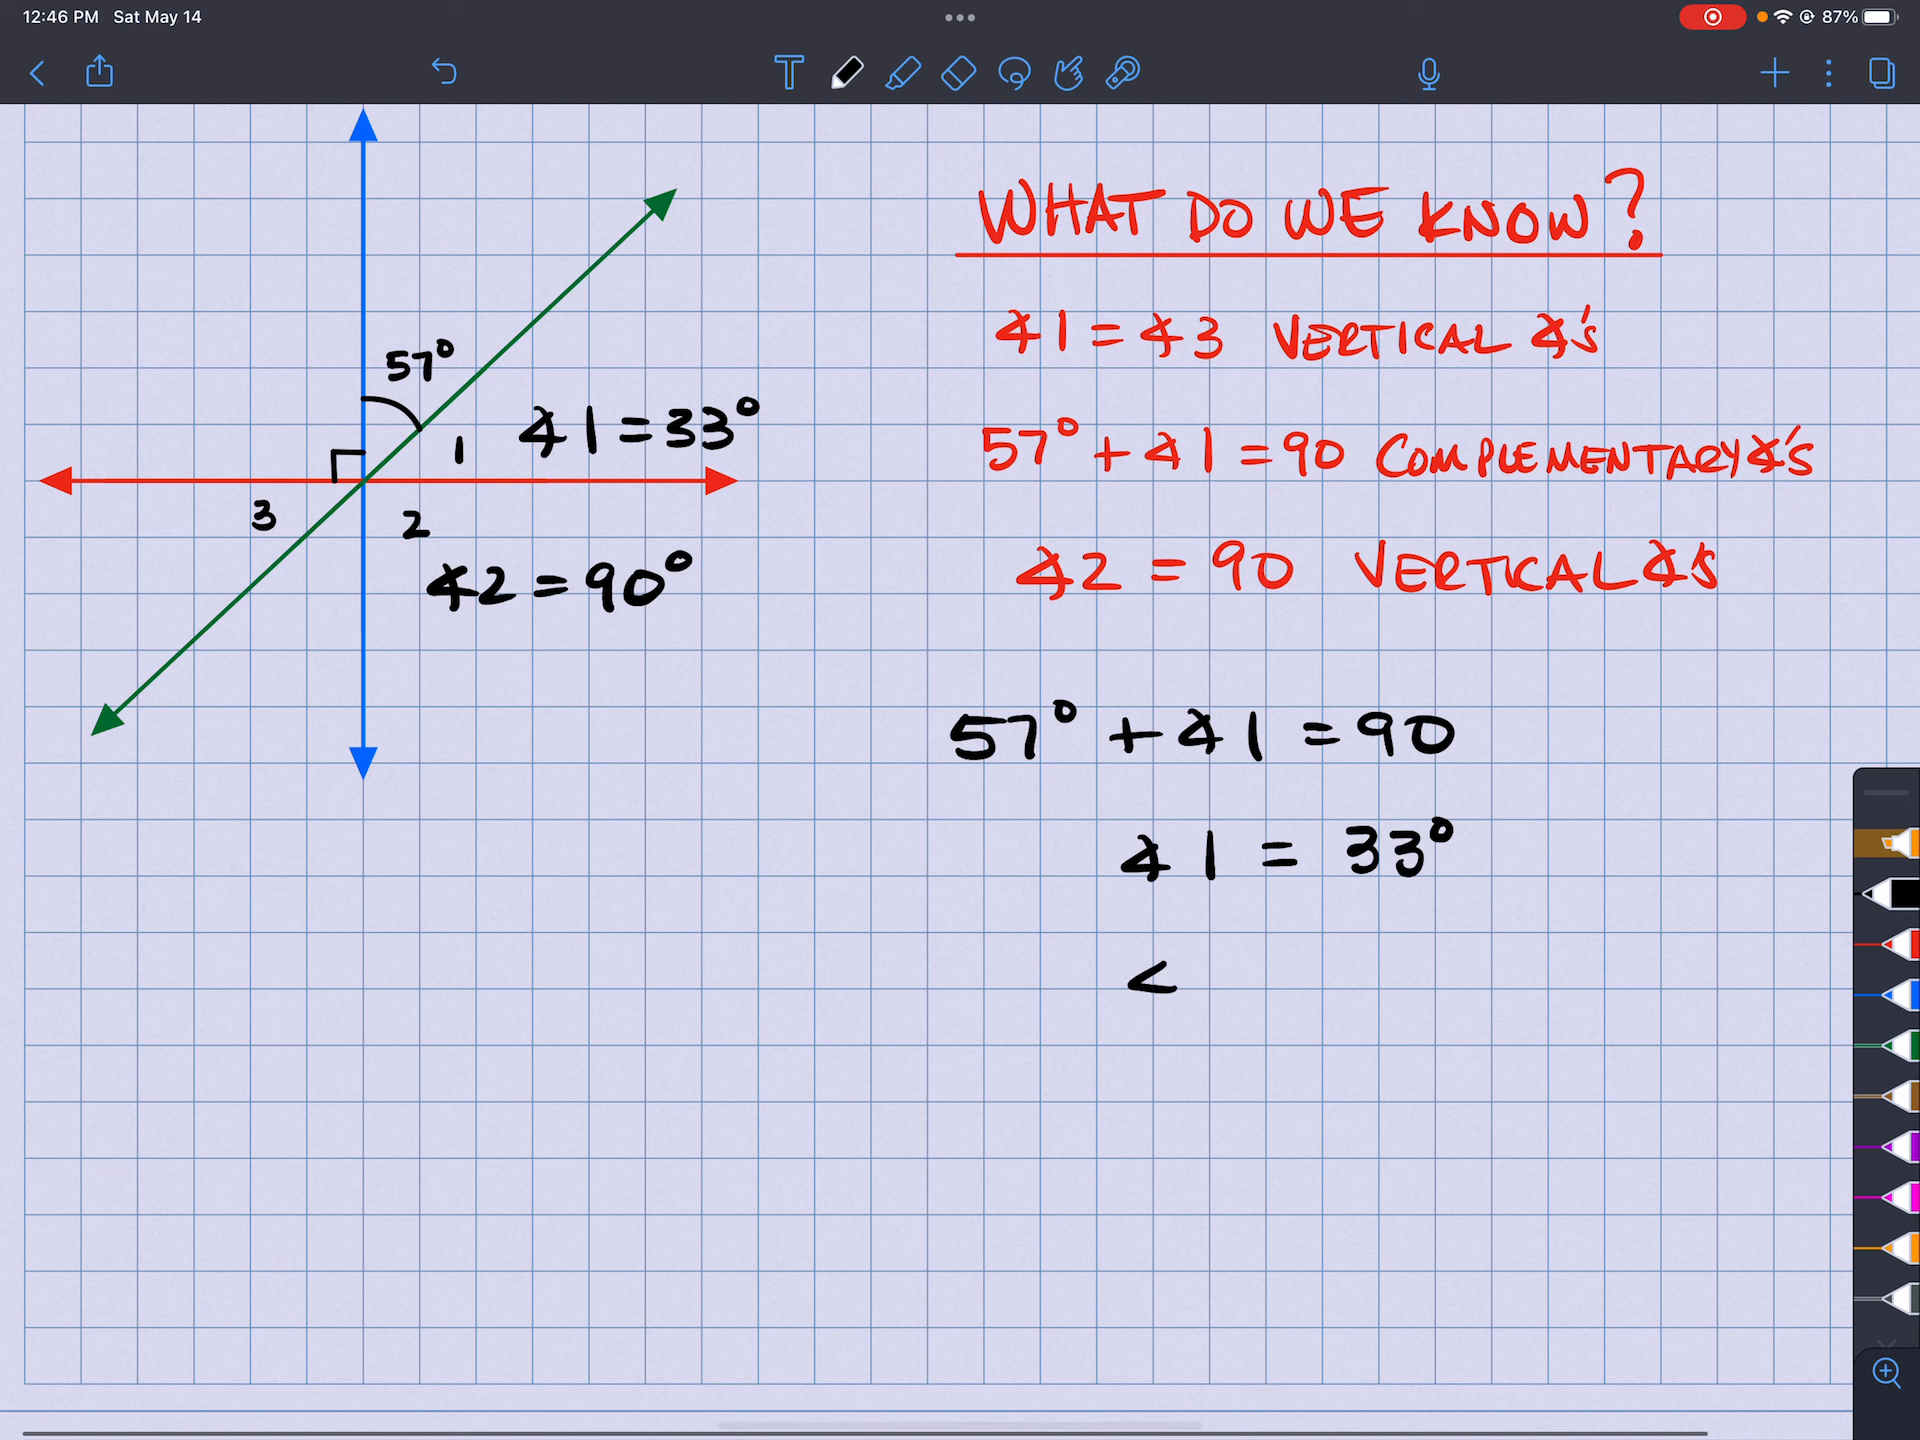 12:46 PM Sat May 14
87%
WHAT DO WE KNOW?
∡1 = ∡3 VERTICAL ∡'s
57° + ∡1 = 90 COMPLEMENTARY ∡'s
∡2 = 90 VERTICAL ∡s
57°
1
∡1 = 33°
3
2
∡2 = 90°
57° + ∡1 = 90
∡1 = 33°
<